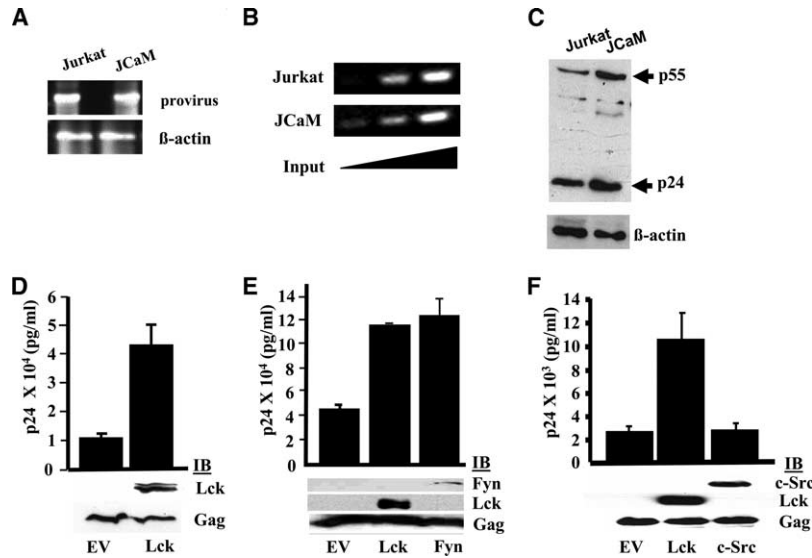 A
Jurkat JCaM
provirus
ß-actin
B
Jurkat
JCaM
Input
C
Jurkat JCaM
p55
p24
ß-actin
D
p24 X 10⁴ (pg/ml)
6
5
4
3
2
1
0
IB
Lck
Gag
EV Lck
E
p24 X 10⁴ (pg/ml)
14
12
10
8
6
4
2
0
IB
Fyn
Lck
Gag
EV Lck Fyn
F
p24 X 10³ (pg/ml)
14
12
10
8
6
4
2
0
IB
c-Src
Lck
Gag
EV Lck c-Src